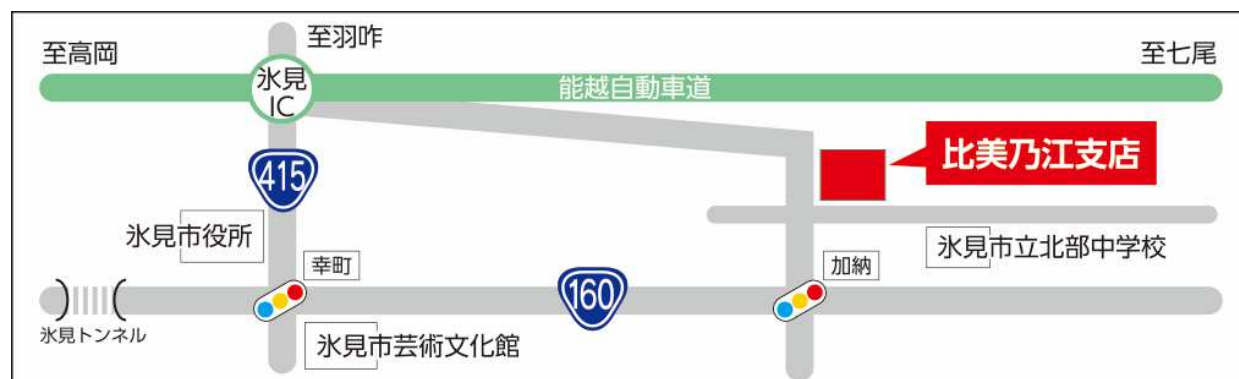 至羽咋
至高岡
至七尾
氷見
IC
能越自動車道
比美乃江支店
415
氷見市役所
氷見市立北部中学校
幸町
加納
160
氷見トンネル
氷見市芸術文化館